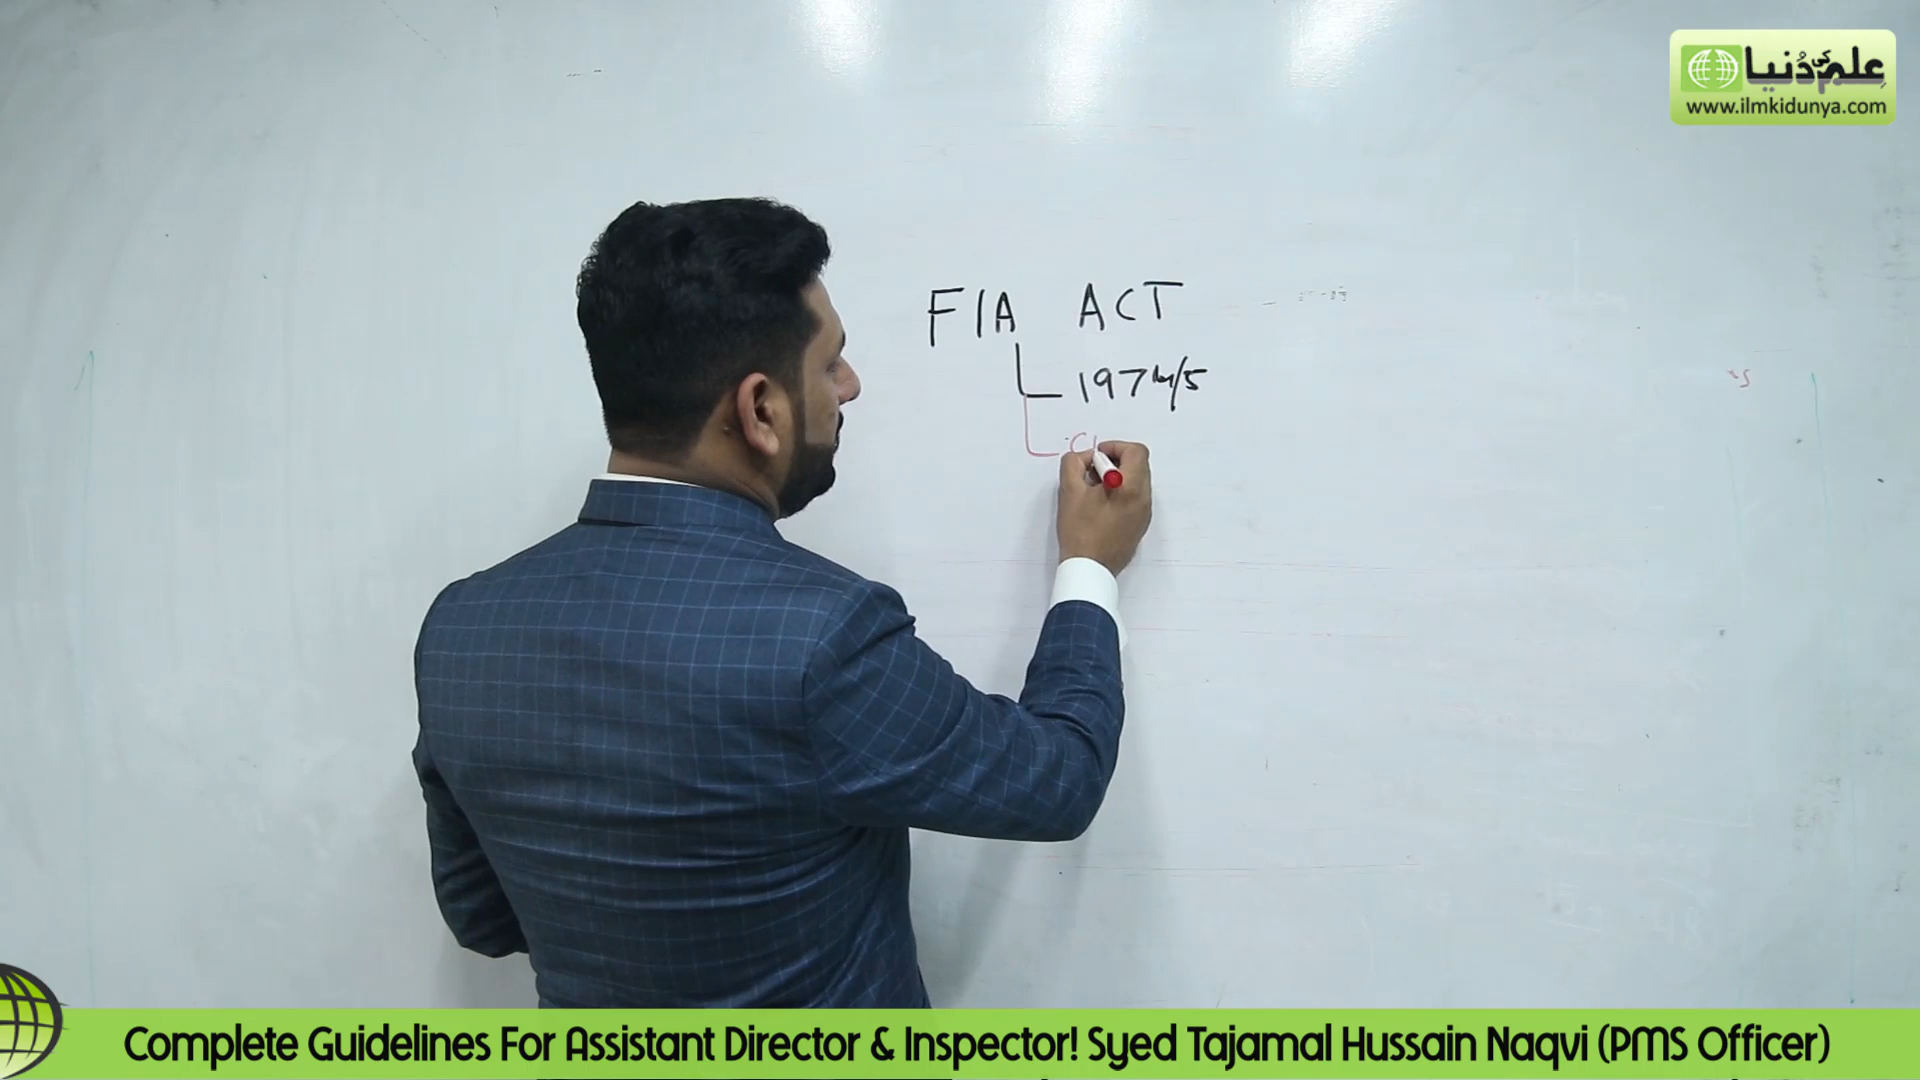 علم کی دُنیا
www.ilmkidunya.com
FIA ACT
1974/5
Complete Guidelines For Assistant Director & Inspector! Syed Tajamal Hussain Naqvi (PMS Officer)